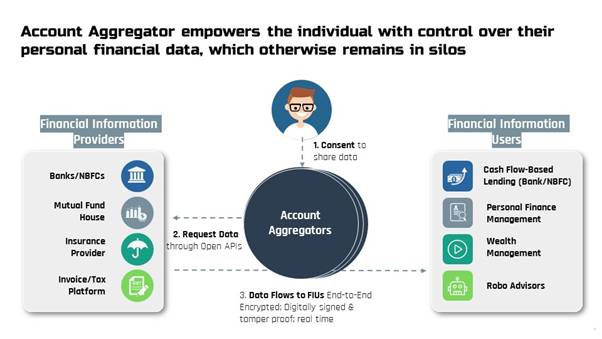 Account Aggregator empowers the individual with control over their
personal financial data, which otherwise remains in silos
Financial Information
Providers
Banks/NBFCs
Mutual Fund
House
Insurance
Provider
Invoice/Tax
Platform
1. Consent to
share data
Account
Aggregators
2. Request Data
through Open APIs
3. Data Flows to FIUs End-to-End
Encrypted; Digitally signed &
tamper proof; real time
Financial Information
Users
Cash Flow-Based
Lending (Bank/NBFC)
Personal Finance
Management
Wealth
Management
Robo Advisors